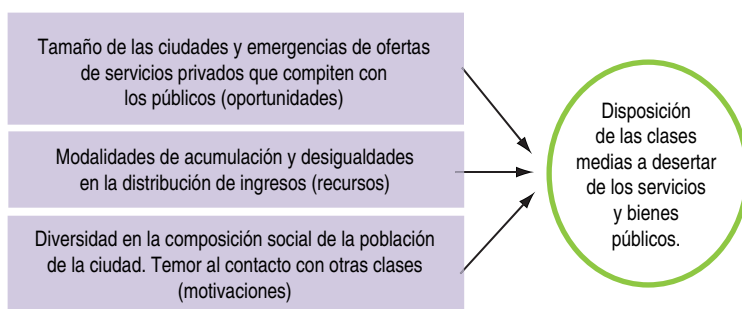 Tamaño de las ciudades y emergencias de ofertas
de servicios privados que compiten con
los públicos (oportunidades)
Modalidades de acumulación y desigualdades
en la distribución de ingresos (recursos)
Diversidad en la composición social de la población
de la ciudad. Temor al contacto con otras clases
(motivaciones)
Disposición
de las clases
medias a desertar
de los servicios
y bienes
públicos.